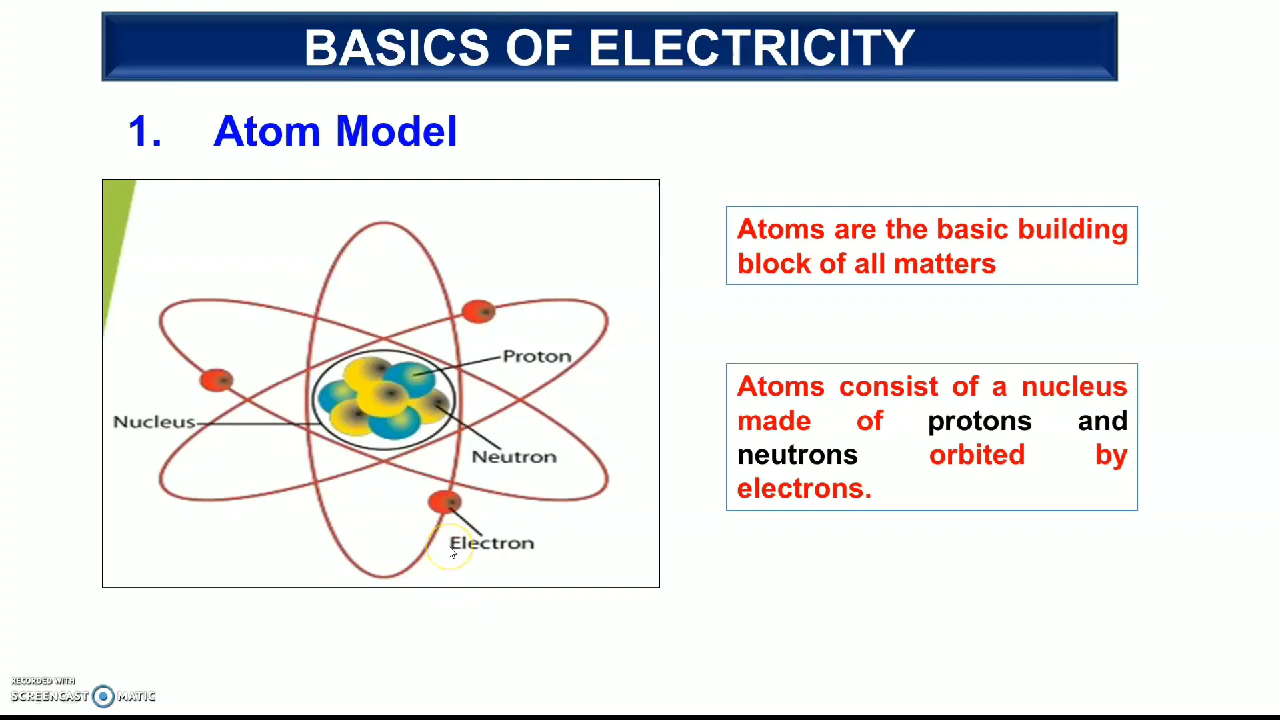 BASICS OF ELECTRICITY
1. Atom Model
Atoms are the basic building
block of all matters
Proton
Nucleus
Neutron
Electron
Atoms consist of a nucleus
made of protons and
neutrons orbited by
electrons.
RECORDED WITH
SCREENCAST MATIC